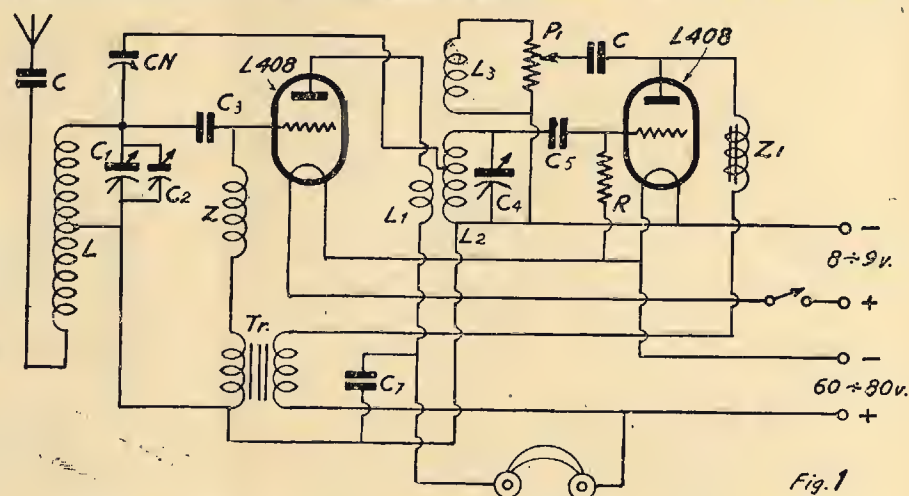 C
CN
L408
C3
C1
C2
L
Z
Tr.
C7
L1
L2
L3
P1
C
L408
C5
C4
R
Z1
−
8÷9v.
+
−
60÷80v.
+
Fig. 1